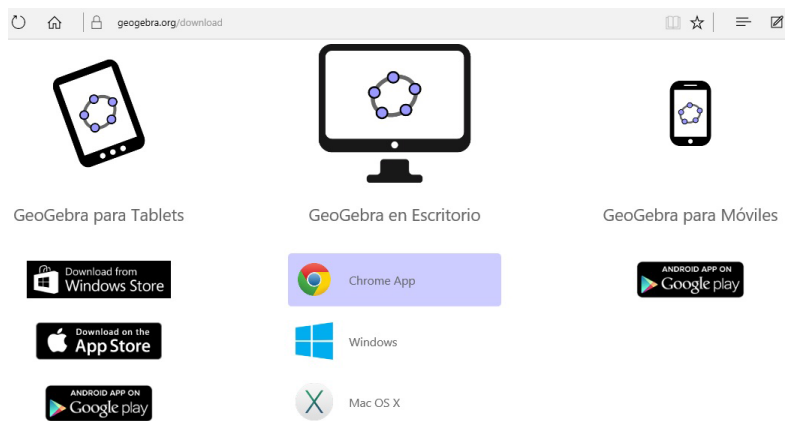 geogebra.org/download
GeoGebra para Tablets
GeoGebra en Escritorio
GeoGebra para Móviles
Download from
Windows Store
Download on the
App Store
ANDROID APP ON
Google play
Chrome App
Windows
Mac OS X
ANDROID APP ON
Google play